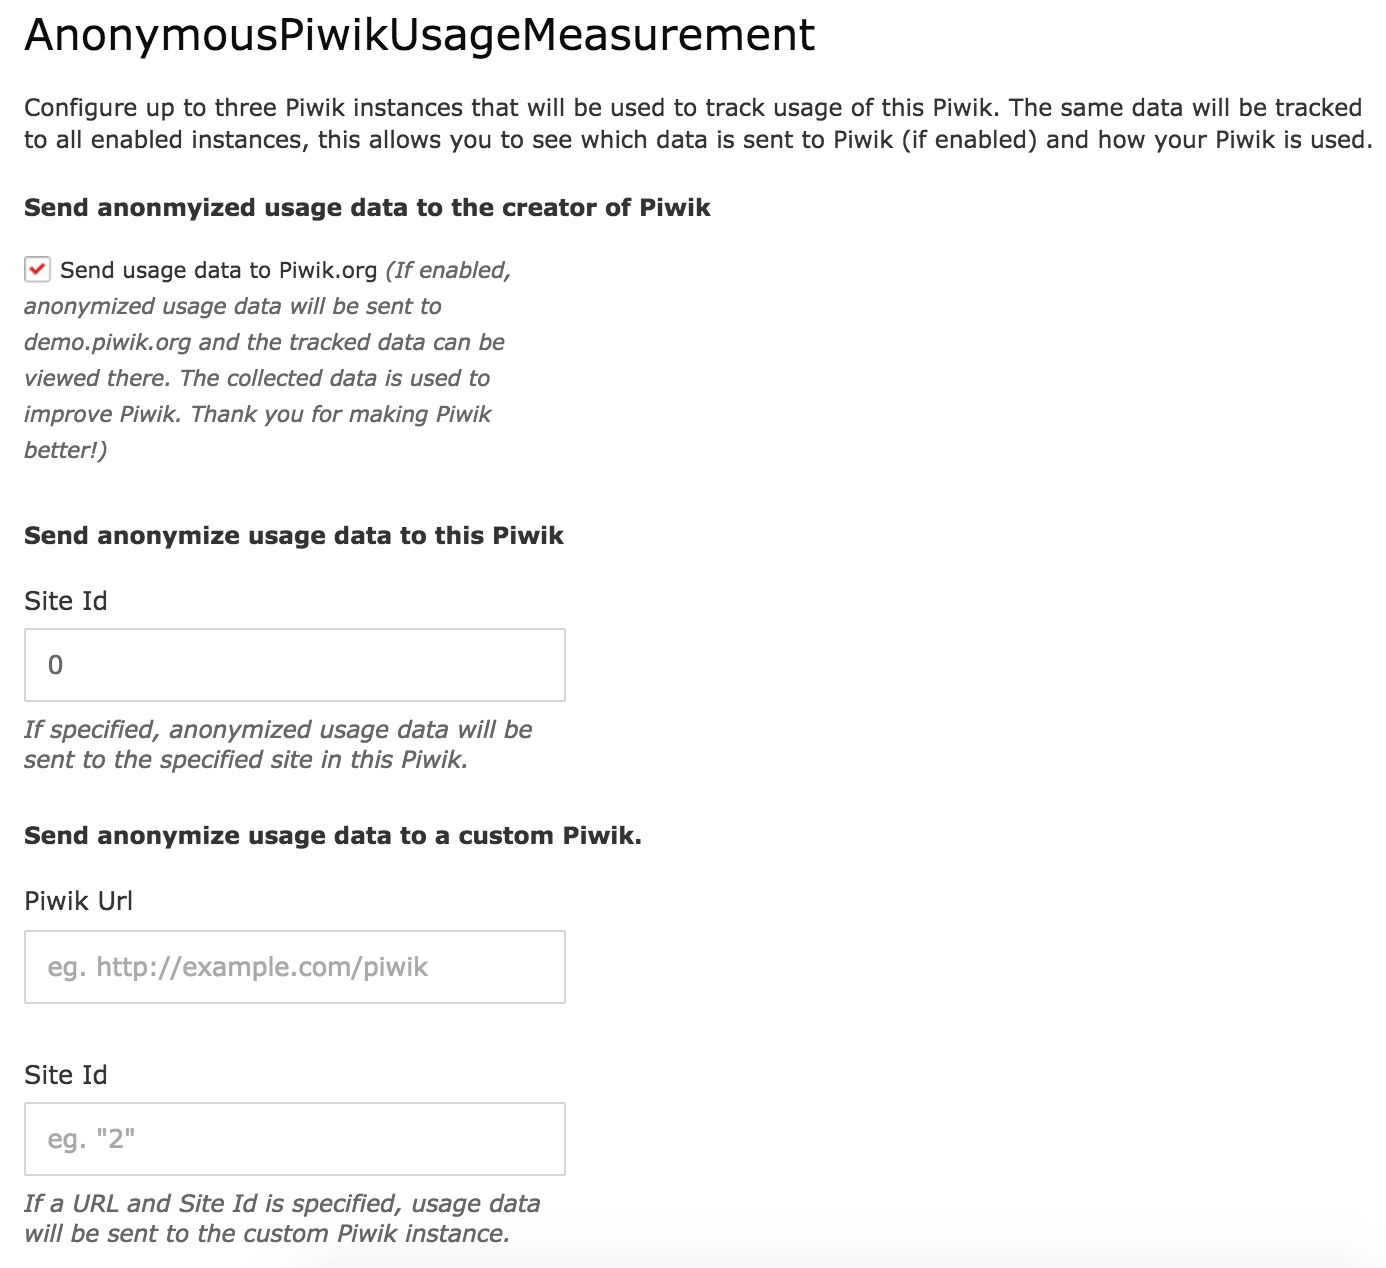 AnonymousPiwikUsageMeasurement
Configure up to three Piwik instances that will be used to track usage of this Piwik. The same data will be tracked
to all enabled instances, this allows you to see which data is sent to Piwik (if enabled) and how your Piwik is used.
Send anonmyized usage data to the creator of Piwik
Send usage data to Piwik.org (If enabled,
anonymized usage data will be sent to
demo.piwik.org and the tracked data can be
viewed there. The collected data is used to
improve Piwik. Thank you for making Piwik
better!)
Send anonymize usage data to this Piwik
Site Id
0
If specified, anonymized usage data will be
sent to the specified site in this Piwik.
Send anonymize usage data to a custom Piwik.
Piwik Url
eg. http://example.com/piwik
Site Id
eg. "2"
If a URL and Site Id is specified, usage data
will be sent to the custom Piwik instance.